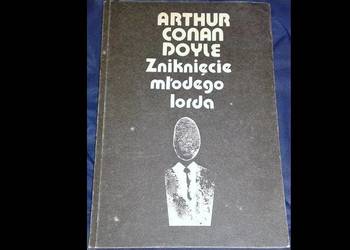 ARTHUR
CONAN
DOYLE
Zniknięcie
młodego
lorda